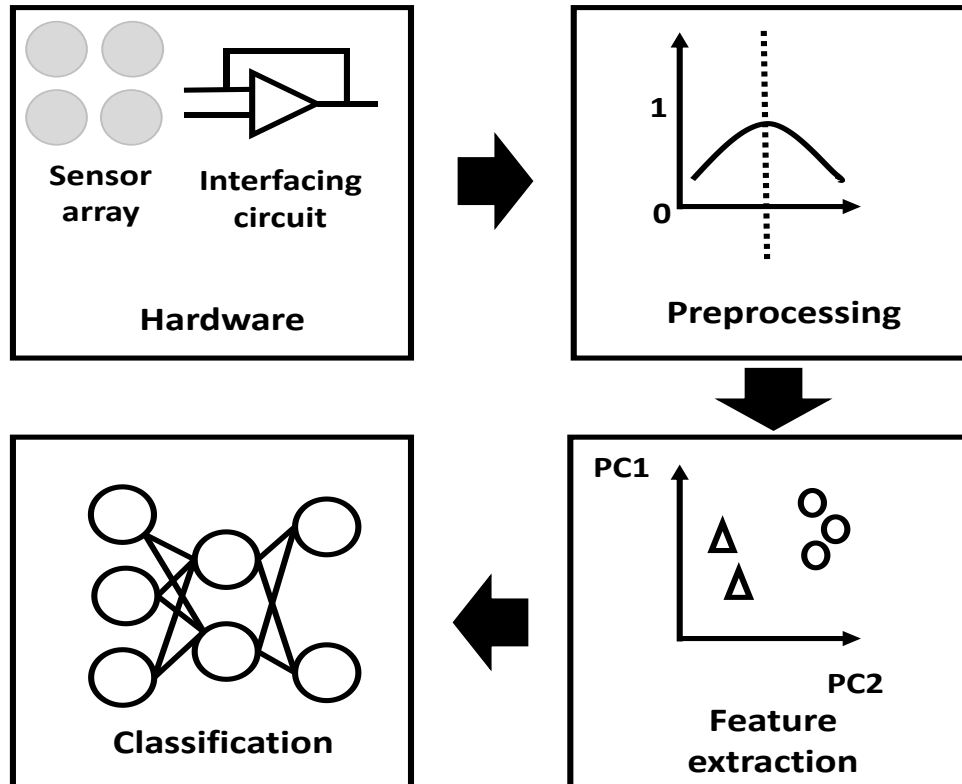 Sensor
array
Interfacing
circuit
Hardware
1
0
Preprocessing
PC1
PC2
Feature
extraction
Classification